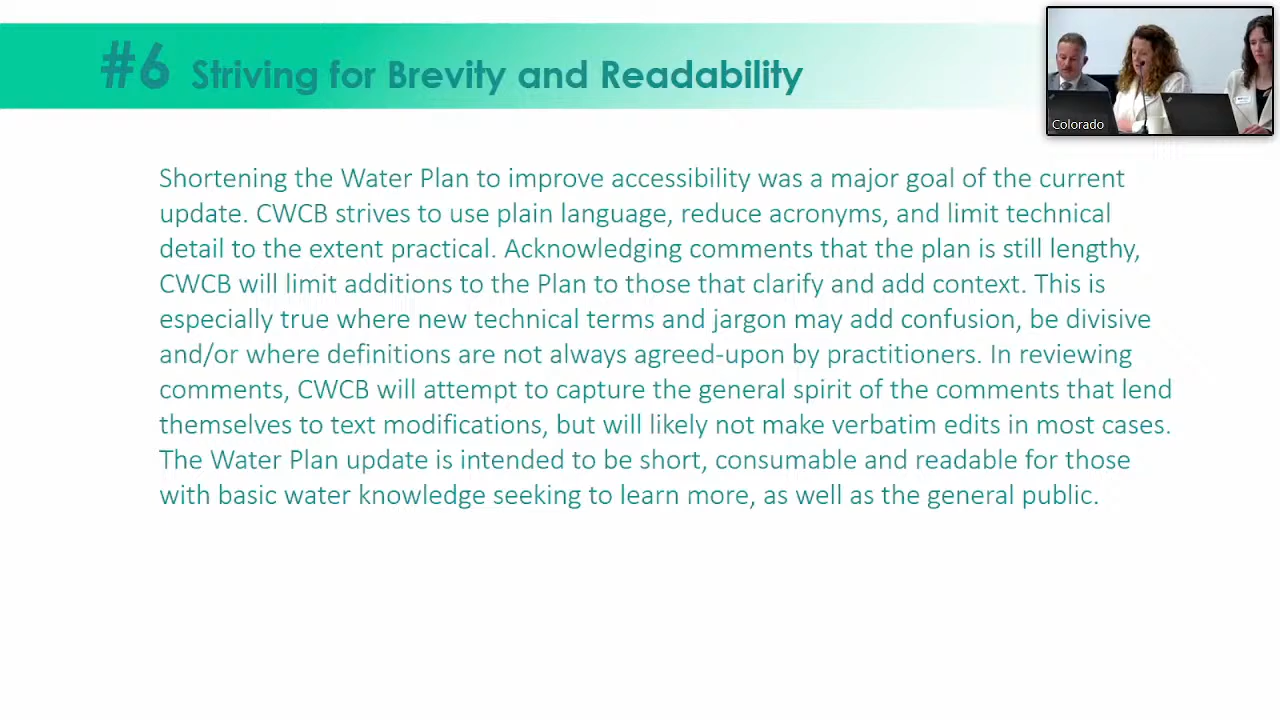 #6 Striving for Brevity and Readability
Colorado
Shortening the Water Plan to improve accessibility was a major goal of the current
update. CWCB strives to use plain language, reduce acronyms, and limit technical
detail to the extent practical. Acknowledging comments that the plan is still lengthy,
CWCB will limit additions to the Plan to those that clarify and add context. This is
especially true where new technical terms and jargon may add confusion, be divisive
and/or where definitions are not always agreed-upon by practitioners. In reviewing
comments, CWCB will attempt to capture the general spirit of the comments that lend
themselves to text modifications, but will likely not make verbatim edits in most cases.
The Water Plan update is intended to be short, consumable and readable for those
with basic water knowledge seeking to learn more, as well as the general public.